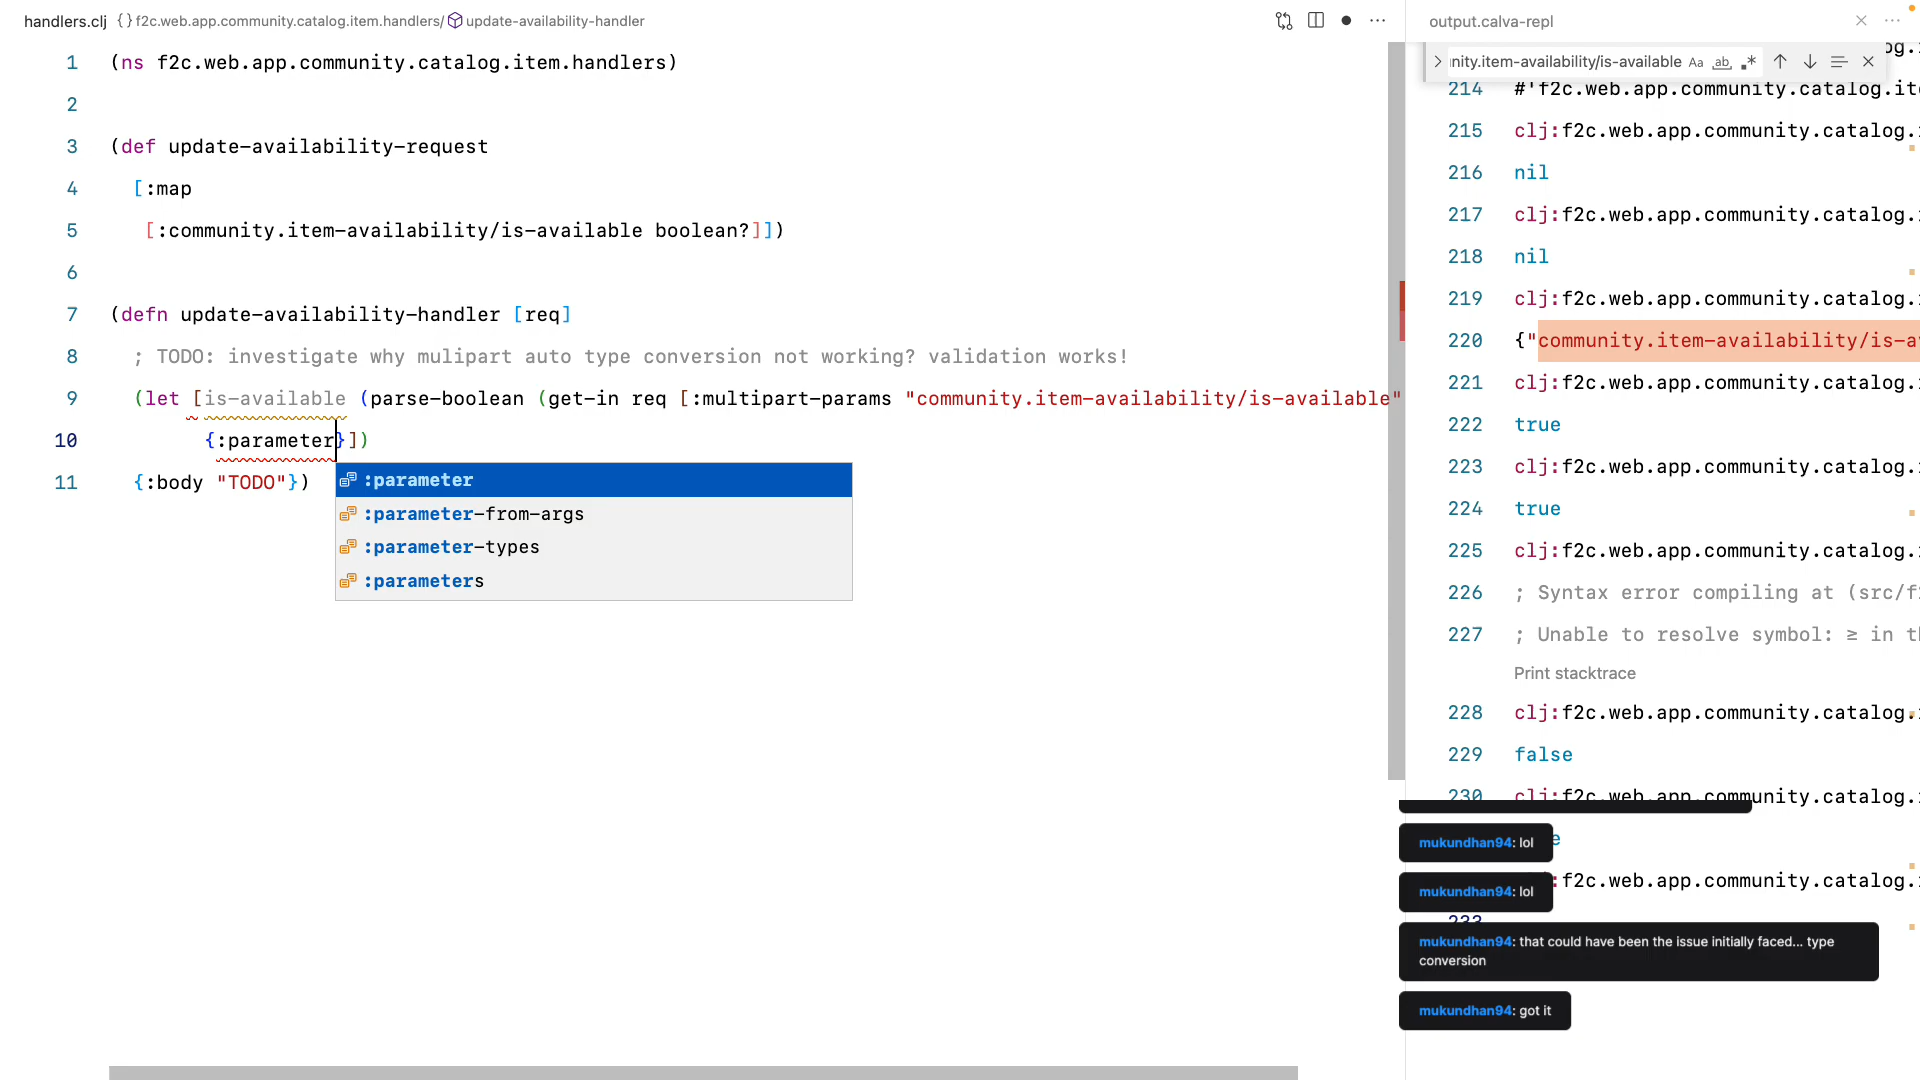 handlers.clj {} f2c.web.app.community.catalog.item.handlers/ update-availability-handler
1 (ns f2c.web.app.community.catalog.item.handlers)
2
3 (def update-availability-request
4 [:map
5 [:community.item-availability/is-available boolean?]])
6
7 (defn update-availability-handler [req]
8 ; TODO: investigate why mulipart auto type conversion not working? validation works!
9 (let [is-available (parse-boolean (get-in req [:multipart-params "community.item-availability/is-available"
10 {:parameter}])
11 {:body "TODO"})
:parameter
:parameter-from-args
:parameter-types
:parameters
output.calva-repl
nity.item-availability/is-available Aa ab .*
214 #'f2c.web.app.community.catalog.it
215 clj:f2c.web.app.community.catalog.
216 nil
217 clj:f2c.web.app.community.catalog.
218 nil
219 clj:f2c.web.app.community.catalog.
220 {"community.item-availability/is-a
221 clj:f2c.web.app.community.catalog.
222 true
223 clj:f2c.web.app.community.catalog.
224 true
225 clj:f2c.web.app.community.catalog.
226 ; Syntax error compiling at (src/f
227 ; Unable to resolve symbol: ≥ in t
Print stacktrace
228 clj:f2c.web.app.community.catalog.
229 false
230 clj:f2c.web.app.community.catalog.
mukundhan94: lol
mukundhan94: lol
:f2c.web.app.community.catalog.
233
mukundhan94: that could have been the issue initially faced... type
conversion
mukundhan94: got it